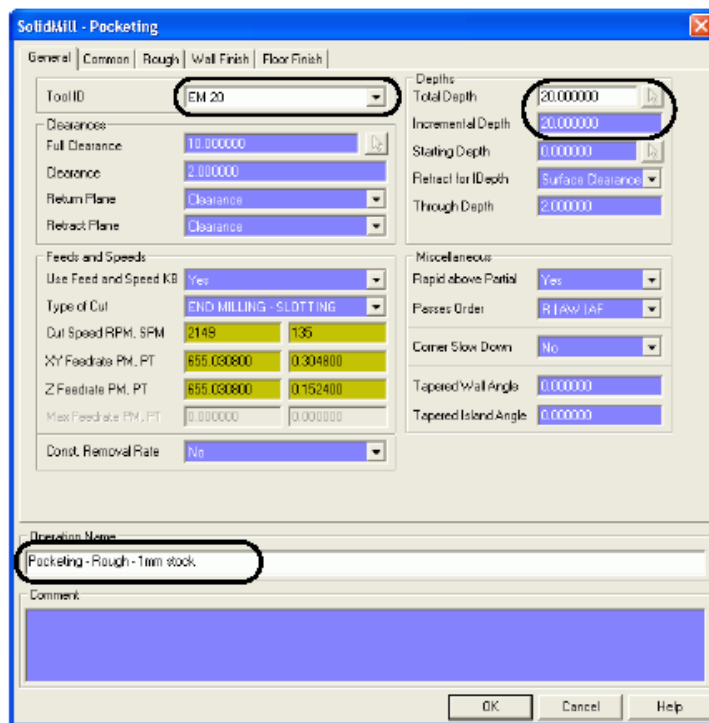 SolidMill - Pocketing
General Common Rough Wall Finish Floor Finish
Tool ID EM 20
Clearances
Full Clearance 10.000000
Clearance 2.000000
Return Plane Clearance
Retract Plane Clearance
Depths
Total Depth 20.000000
Incremental Depth 20.000000
Starting Depth 0.000000
Retract for IDepth Surface Clearance
Through Depth 2.000000
Feeds and Speeds
Use Feed and Speed KB Yes
Type of Cut END MILLING - SLOTTING
Cut Speed RPM, SPM 2149 135
XY Feedrate PM, PT 655.030800 0.304800
Z Feedrate PM, PT 655.030800 0.152400
Max Feedrate PM, PT 0.000000 0.000000
Const. Removal Rate No
Miscellaneous
Rapid above Partial Yes
Passes Order
Corner Slow Down No
Tapered Wall Angle 0.000000
Tapered Island Angle 0.000000
Operation Name
Pocketing - Rough - 1mm stock
Comment
OK Cancel Help